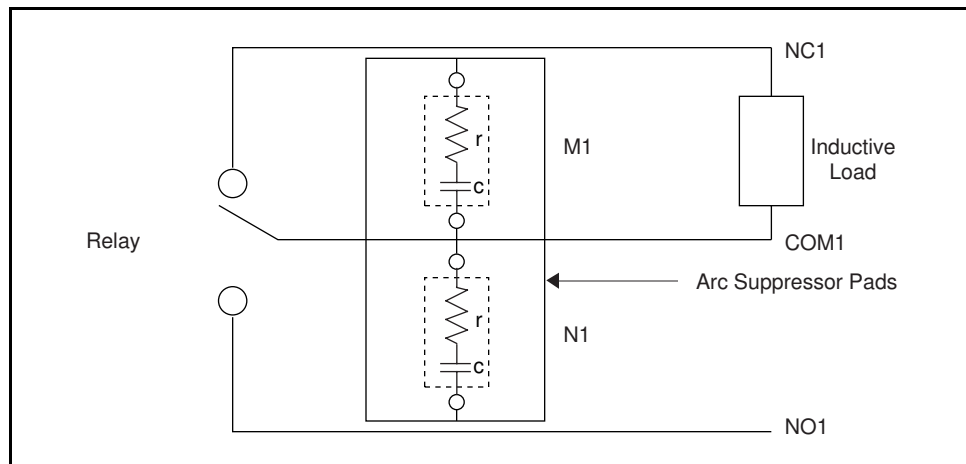 NC1
r
M1
c
Inductive
Load
Relay
COM1
Arc Suppressor Pads
r
N1
c
NO1